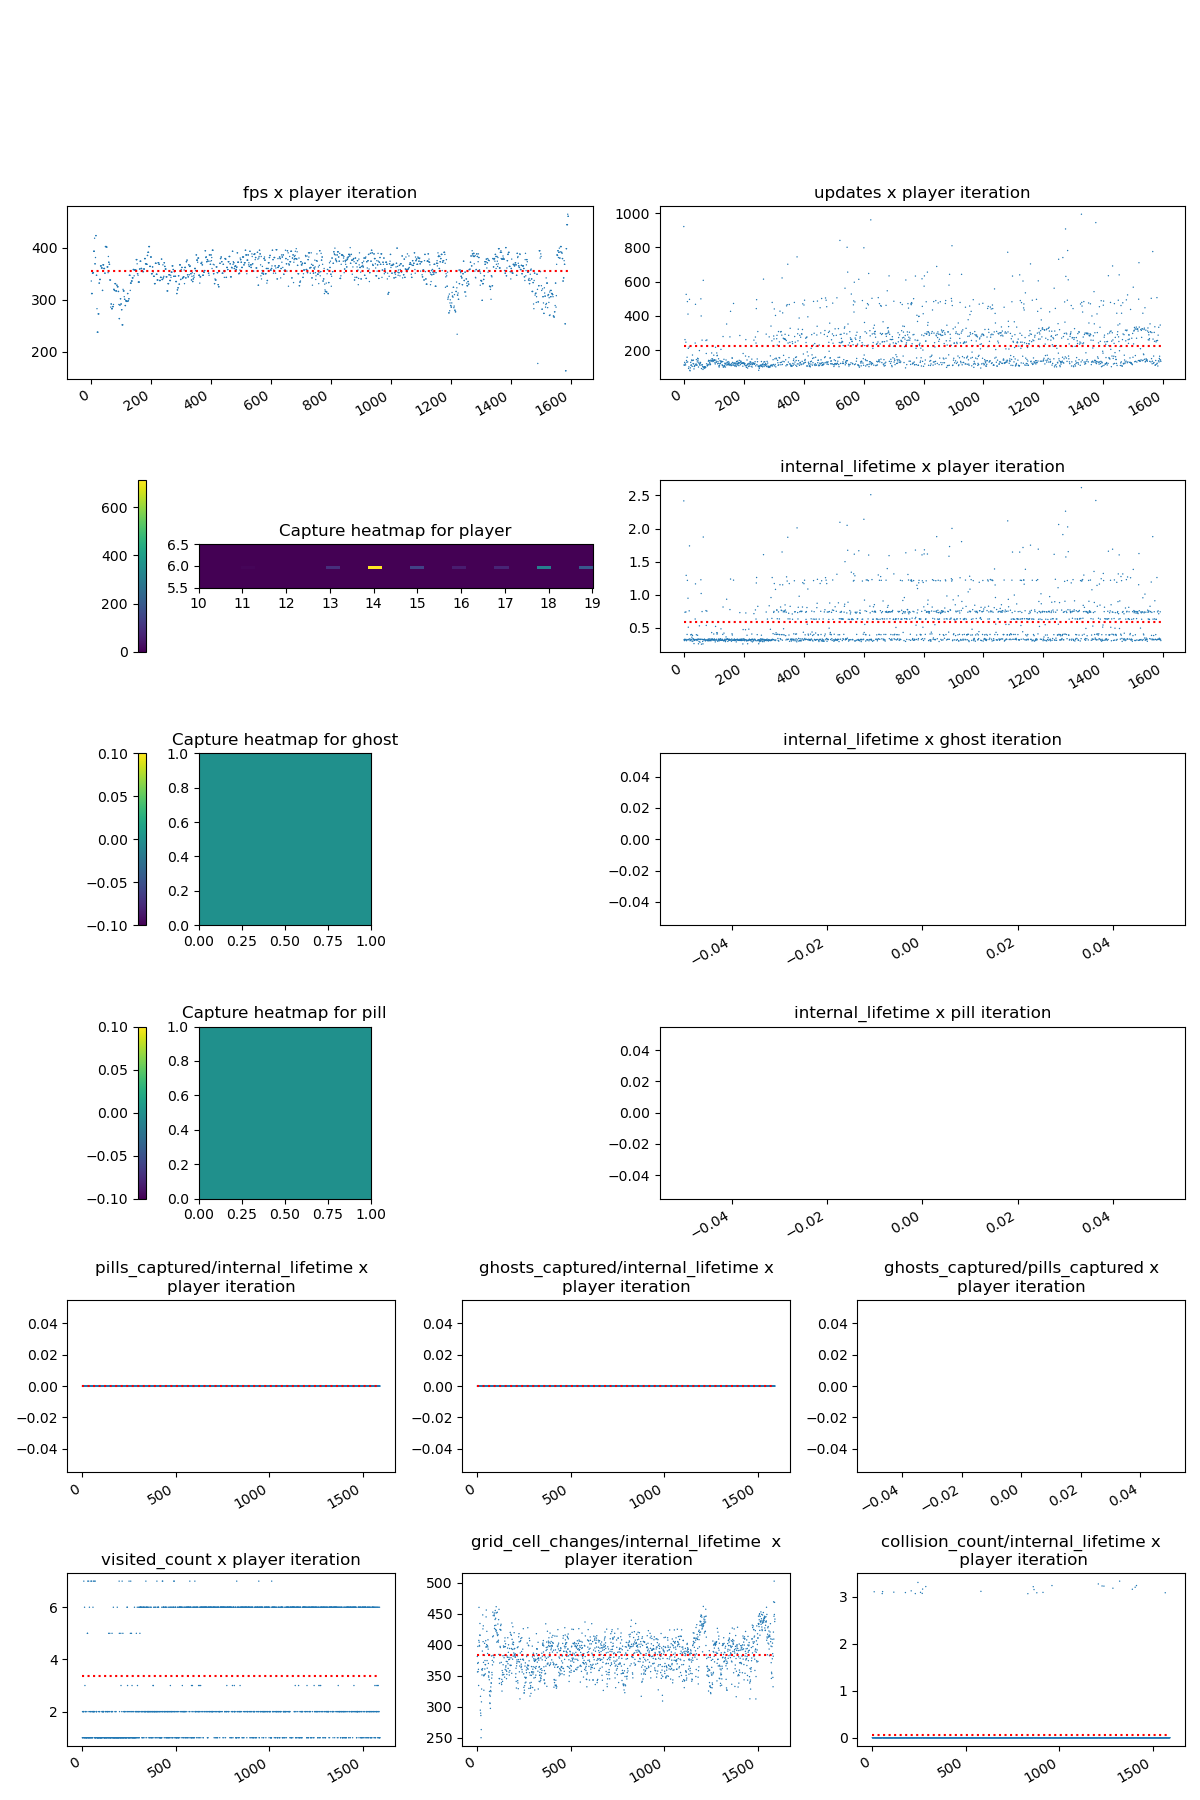 fps x player iteration
400
300
200
0 200 400 600 800 1000 1200 1400 1600
updates x player iteration
1000
800
600
400
200
0 200 400 600 800 1000 1200 1400 1600
600
400
200
0
Capture heatmap for player
6.5
6.0
5.5
10 11 12 13 14 15 16 17 18 19
internal_lifetime x player iteration
2.5
2.0
1.5
1.0
0.5
0 200 400 600 800 1000 1200 1400 1600
0.10
0.05
0.00
−0.05
−0.10
Capture heatmap for ghost
1.0
0.8
0.6
0.4
0.2
0.0
0.00 0.25 0.50 0.75 1.00
internal_lifetime x ghost iteration
0.04
0.02
0.00
−0.02
−0.04
−0.04 −0.02 0.00 0.02 0.04
0.10
0.05
0.00
−0.05
−0.10
Capture heatmap for pill
1.0
0.8
0.6
0.4
0.2
0.0
0.00 0.25 0.50 0.75 1.00
internal_lifetime x pill iteration
0.04
0.02
0.00
−0.02
−0.04
−0.04 −0.02 0.00 0.02 0.04
pills_captured/internal_lifetime x
player iteration
0.04
0.02
0.00
−0.02
−0.04
0 500 1000 1500
ghosts_captured/internal_lifetime x
player iteration
0.04
0.02
0.00
−0.02
−0.04
0 500 1000 1500
ghosts_captured/pills_captured x
player iteration
0.04
0.02
0.00
−0.02
−0.04
−0.04 −0.02 0.00 0.02 0.04
visited_count x player iteration
6
4
2
0 500 1000 1500
grid_cell_changes/internal_lifetime x
player iteration
500
450
400
350
300
250
0 500 1000 1500
collision_count/internal_lifetime x
player iteration
3
2
1
0
0 500 1000 1500